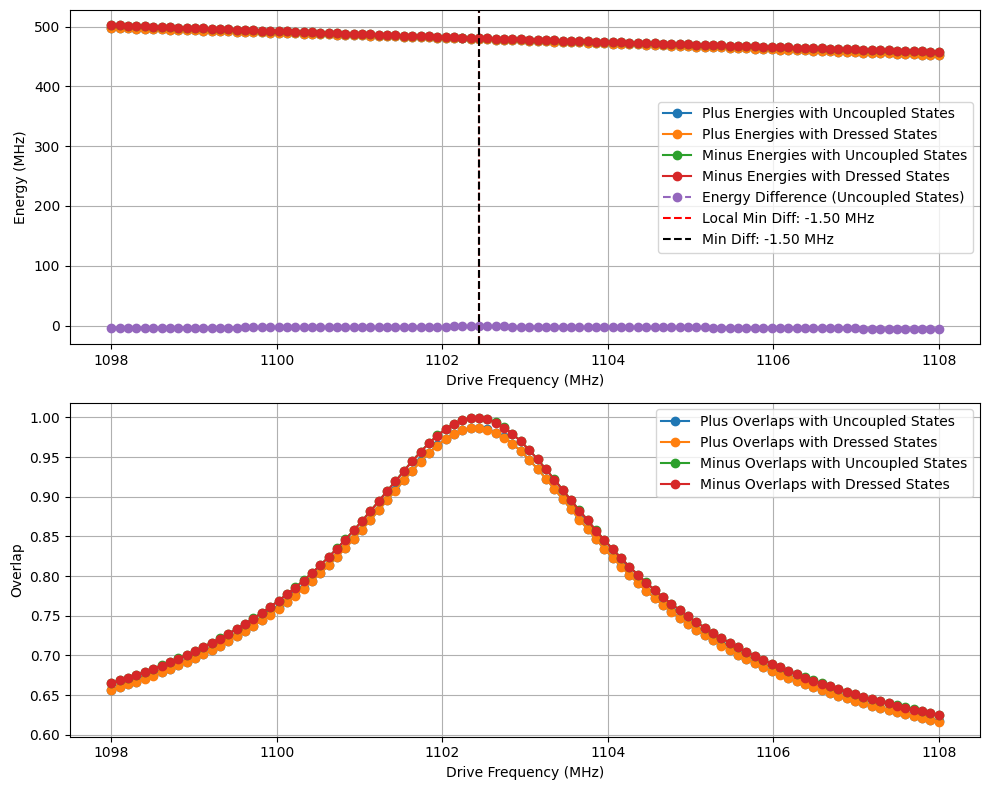 500
400
300
200
100
0
Energy (MHz)
Plus Energies with Uncoupled States
Plus Energies with Dressed States
Minus Energies with Uncoupled States
Minus Energies with Dressed States
Energy Difference (Uncoupled States)
Local Min Diff: -1.50 MHz
Min Diff: -1.50 MHz
1098 1100 1102 1104 1106 1108
Drive Frequency (MHz)
1.00
0.95
0.90
0.85
0.80
0.75
0.70
0.65
0.60
Overlap
Plus Overlaps with Uncoupled States
Plus Overlaps with Dressed States
Minus Overlaps with Uncoupled States
Minus Overlaps with Dressed States
1098 1100 1102 1104 1106 1108
Drive Frequency (MHz)